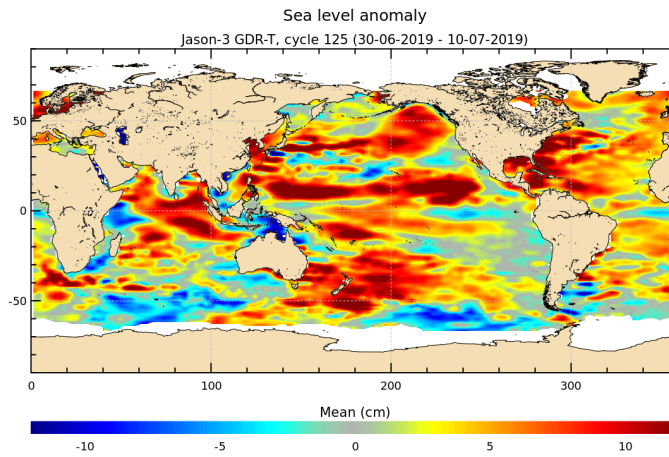 Sea level anomaly
Jason-3 GDR-T, cycle 125 (30-06-2019 - 10-07-2019)
50
0
-50
0 100 200 300
Mean (cm)
-10 -5 0 5 10